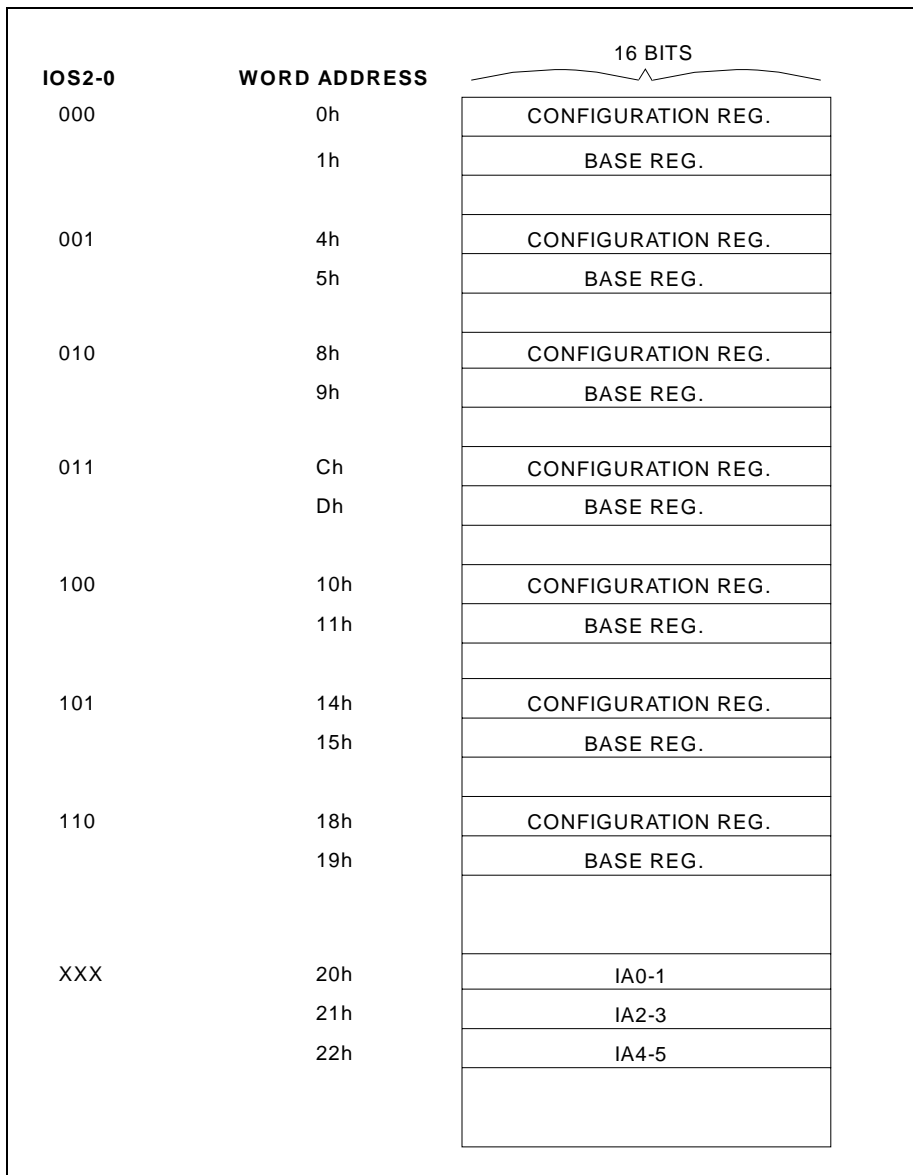 16 BITS
IOS2-0 WORD ADDRESS
000 0h CONFIGURATION REG.
1h BASE REG.
001 4h CONFIGURATION REG.
5h BASE REG.
010 8h CONFIGURATION REG.
9h BASE REG.
011 Ch CONFIGURATION REG.
Dh BASE REG.
100 10h CONFIGURATION REG.
11h BASE REG.
101 14h CONFIGURATION REG.
15h BASE REG.
110 18h CONFIGURATION REG.
19h BASE REG.
XXX 20h IA0-1
21h IA2-3
22h IA4-5